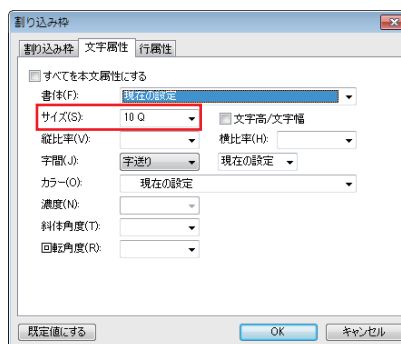 割り込み枠
割り込み枠 文字属性 行属性
すべてを本文属性にする
書体(F): 現在の設定
サイズ(S): 10 Q 文字高/文字幅
縦比率(V): 横比率(H):
字間(J): 字送り 現在の設定
カラー(O): 現在の設定
濃度(N):
斜体角度(T):
回転角度(R):
既定値にする OK キャンセル